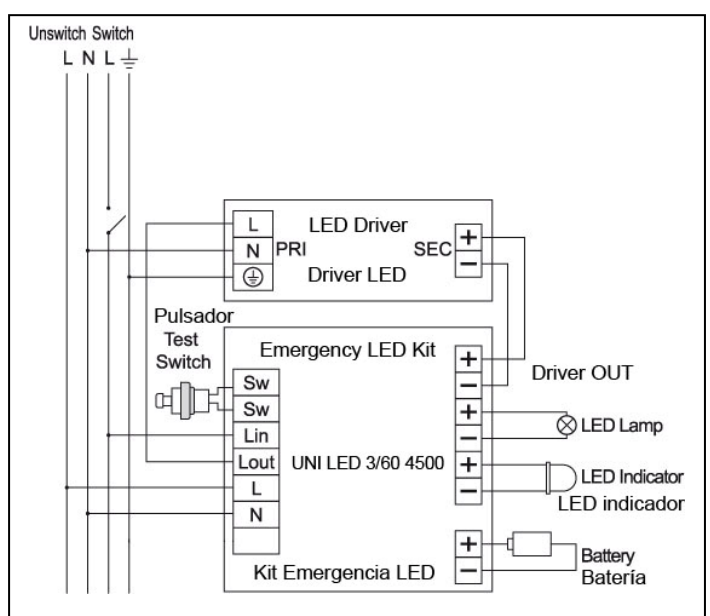 Unswitch Switch
L N L
L LED Driver +
N PRI SEC −
Driver LED
Pulsador
Test
Switch
Emergency LED Kit +
−
Driver OUT
Sw
Sw
+
−
LED Lamp
Lin
Lout UNI LED 3/60 4500 +
L −
LED Indicator
LED indicador
N
+
−
Battery
Batería
Kit Emergencia LED